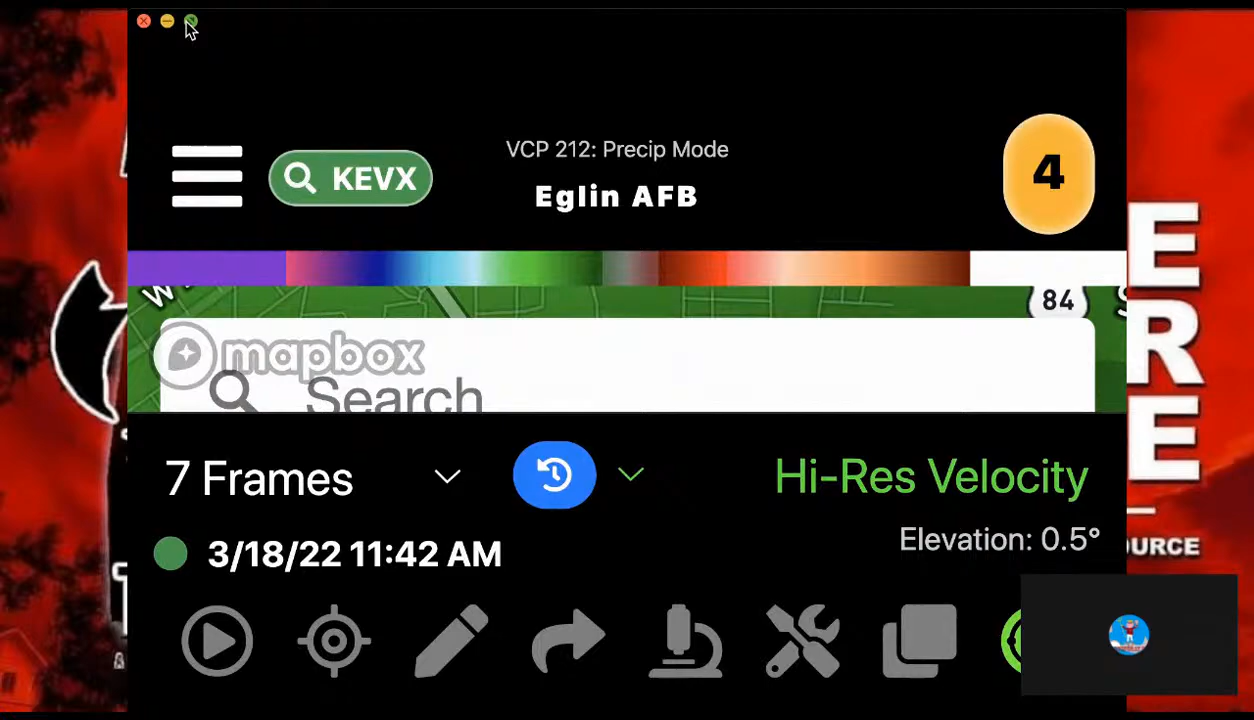 VCP 212: Precip Mode
KEVX
Eglin AFB
4
W
84
S
mapbox
Search
7 Frames
Hi-Res Velocity
Elevation: 0.5°
3/18/22 11:42 AM
E
RE
E
OURCE